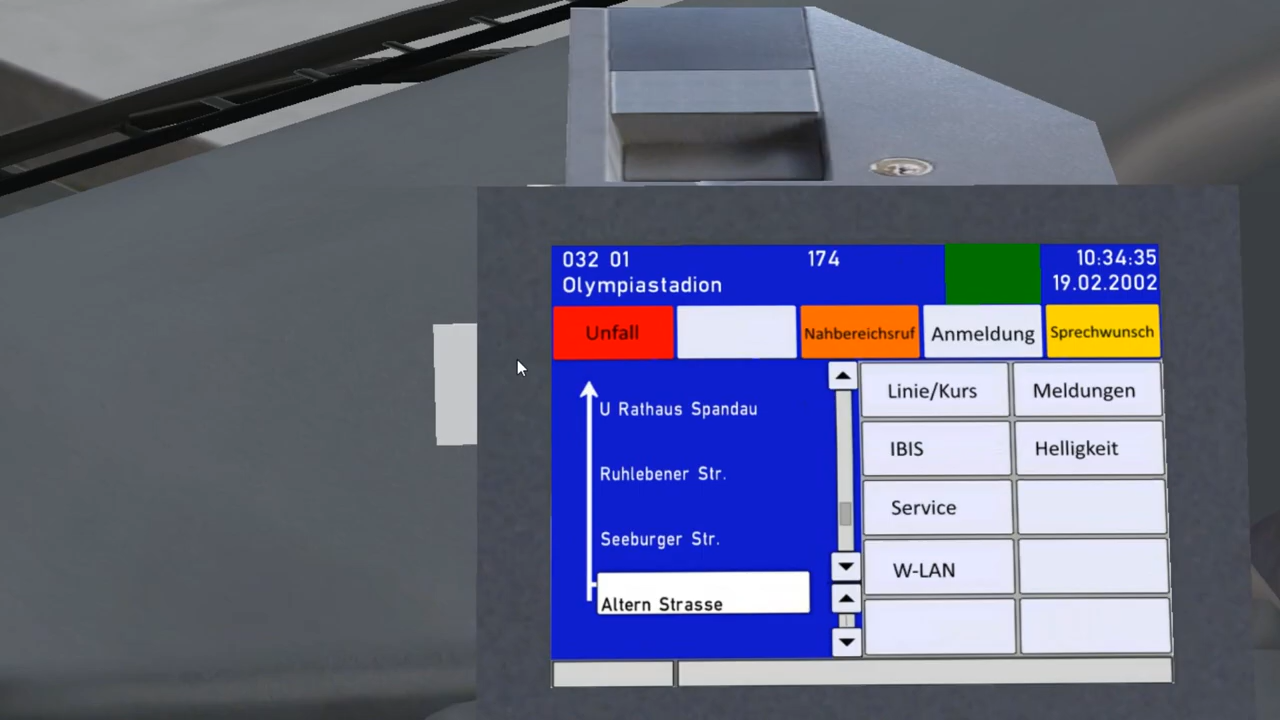 032 01 174 10:34:35
Olympiastadion 19.02.2002
Unfall Nahbereichsruf Anmeldung Sprechwunsch
U Rathaus Spandau
Ruhlebener Str.
Seeburger Str.
Altern Strasse
Linie/Kurs Meldungen
IBIS Helligkeit
Service
W-LAN